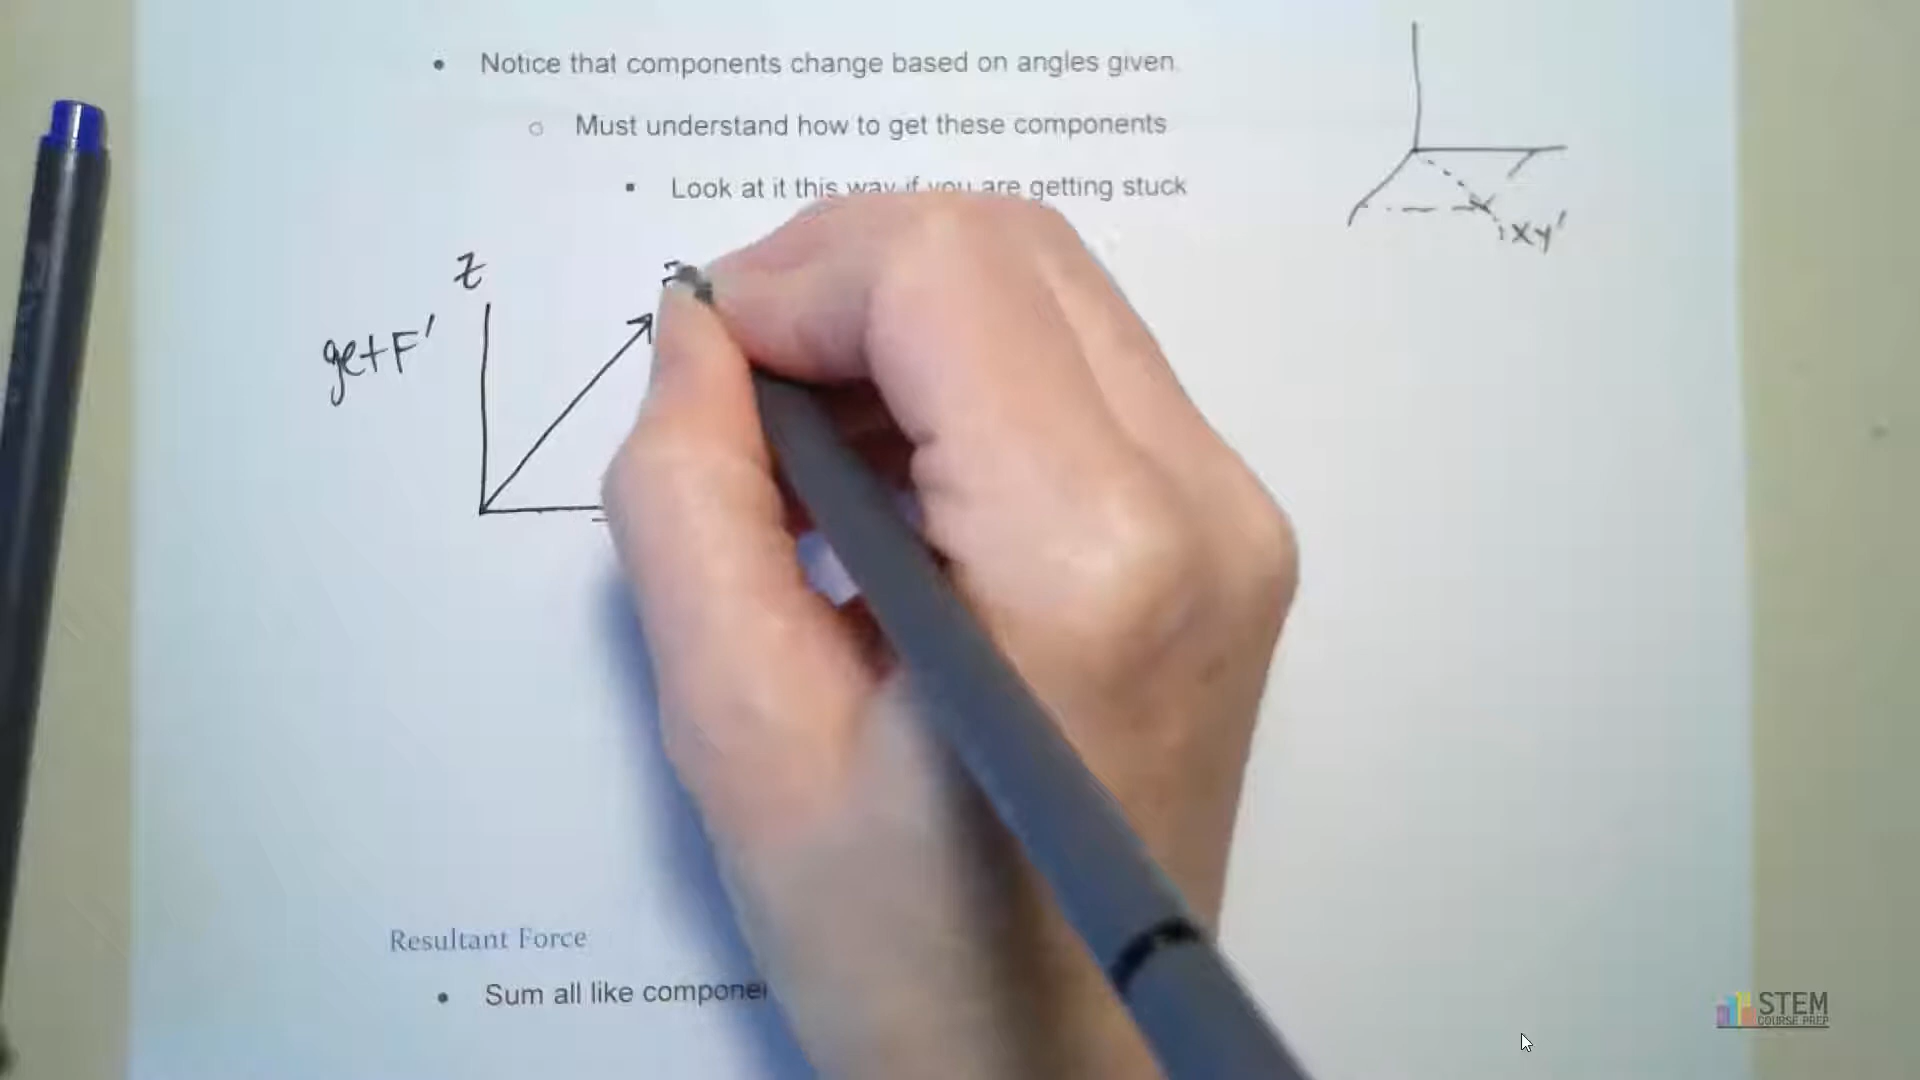 Notice that components change based on angles given.
Must understand how to get these components
Look at it this way if you are getting stuck
xy'
z
get F'
Resultant Force
Sum all like
STEM
COURSE PREP